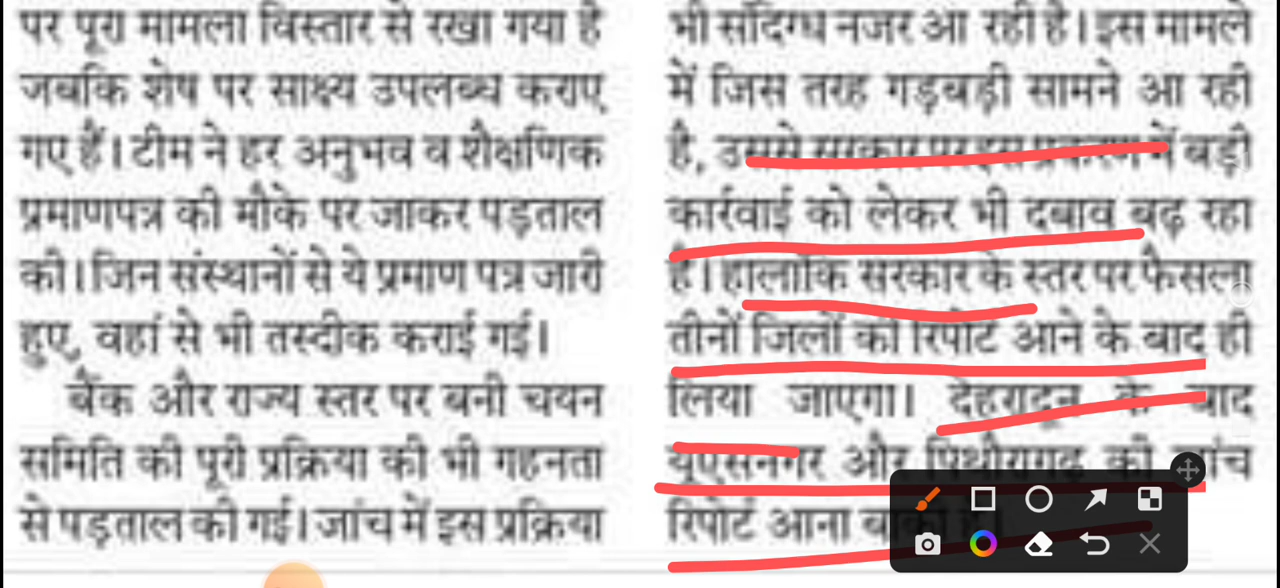 पर पूरा मामला विस्तार से रखा गया है
जबकि शेष पर साक्ष्य उपलब्ध कराए
गए हैं। टीम ने हर अनुभव व शैक्षणिक
प्रमाणपत्र की मौके पर जाकर पड़ताल
की। जिन संस्थानों से ये प्रमाण पत्र जारी
हुए, वहां से भी तस्दीक कराई गई।
बैंक और राज्य स्तर पर बनी चयन
समिति की पूरी प्रक्रिया की भी गहनता
से पड़ताल की गई। जांच में इस प्रक्रिया
भी संदिग्ध नजर आ रही है। इस मामले
में जिस तरह गड़बड़ी सामने आ रही
है, उससे सरकार पर इस प्रकरण में बड़ी
कार्रवाई को लेकर भी दबाव बढ़ रहा
है। हालांकि सरकार के स्तर पर फैसला
तीनों जिलों की रिपोर्ट आने के बाद ही
लिया जाएगा। देहरादून के बाद
यूएसनगर और पिथौरागढ़ की जांच
रिपोर्ट आना बाकी है।